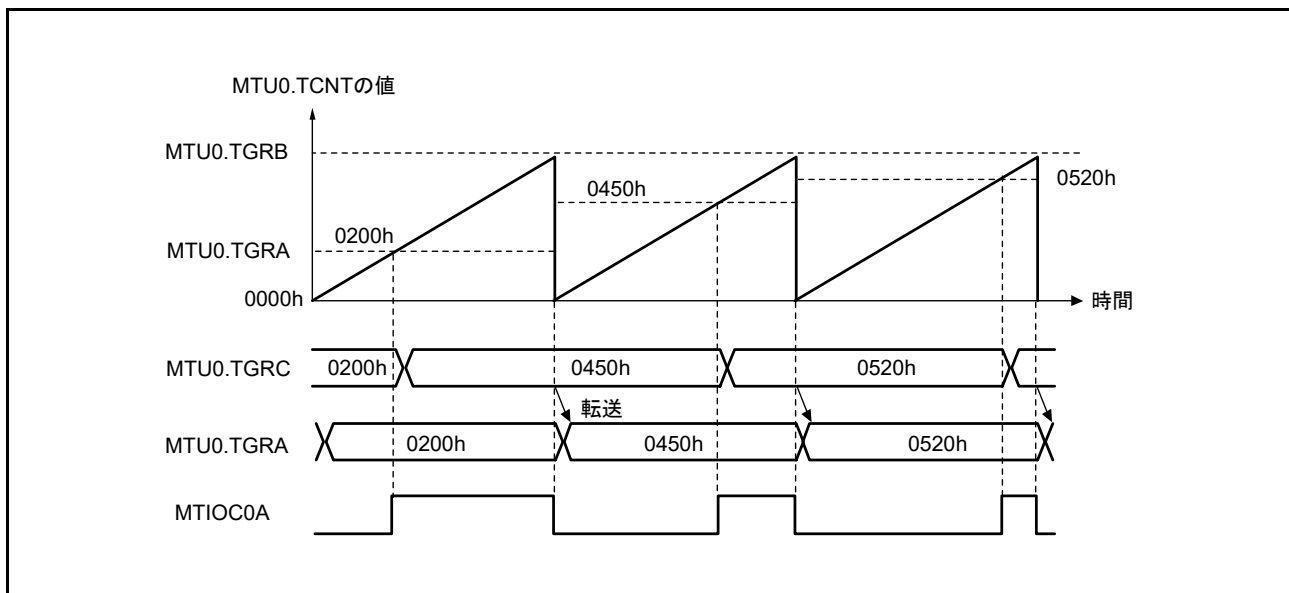 MTU0.TCNTの値
MTU0.TGRB
0520h
0450h
0200h
MTU0.TGRA
0000h
時間
MTU0.TGRC
0200h
0450h
0520h
転送
MTU0.TGRA
0200h
0450h
0520h
MTIOC0A